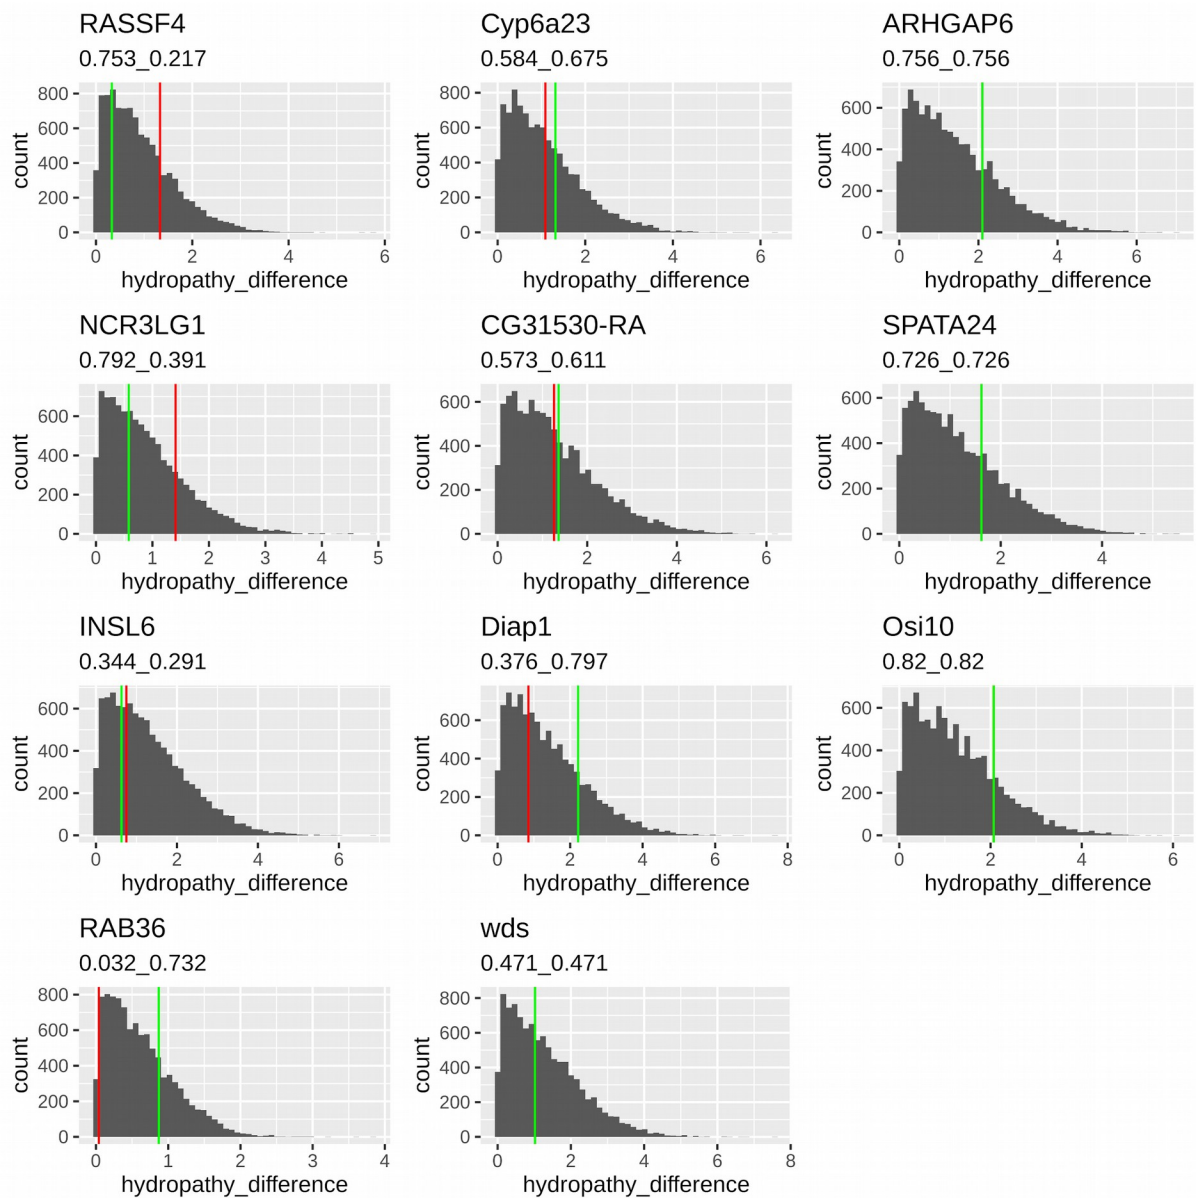 RASSF4
0.753_0.217
800
600
400
200
0
count
0 2 4 6
hydropathy_difference
Cyp6a23
0.584_0.675
800
600
400
200
0
count
0 2 4 6
hydropathy_difference
ARHGAP6
0.756_0.756
600
400
200
0
count
0 2 4 6
hydropathy_difference
NCR3LG1
0.792_0.391
600
400
200
0
count
0 1 2 3 4 5
hydropathy_difference
CG31530-RA
0.573_0.611
600
400
200
0
count
0 2 4 6
hydropathy_difference
SPATA24
0.726_0.726
600
400
200
0
count
0 2 4
hydropathy_difference
INSL6
0.344_0.291
600
400
200
0
count
0 2 4 6
hydropathy_difference
Diap1
0.376_0.797
600
400
200
0
count
0 2 4 6 8
hydropathy_difference
Osi10
0.82_0.82
600
400
200
0
count
0 2 4 6
hydropathy_difference
RAB36
0.032_0.732
800
600
400
200
0
count
0 1 2 3 4
hydropathy_difference
wds
0.471_0.471
800
600
400
200
0
count
0 2 4 6 8
hydropathy_difference